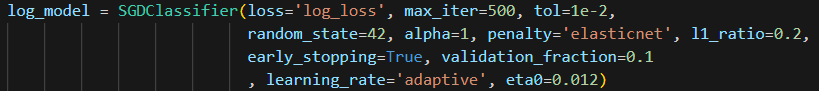 log_model = SGDClassifier(loss='log_loss', max_iter=500, tol=1e-2,
random_state=42, alpha=1, penalty='elasticnet', l1_ratio=0.2,
early_stopping=True, validation_fraction=0.1
, learning_rate='adaptive', eta0=0.012)